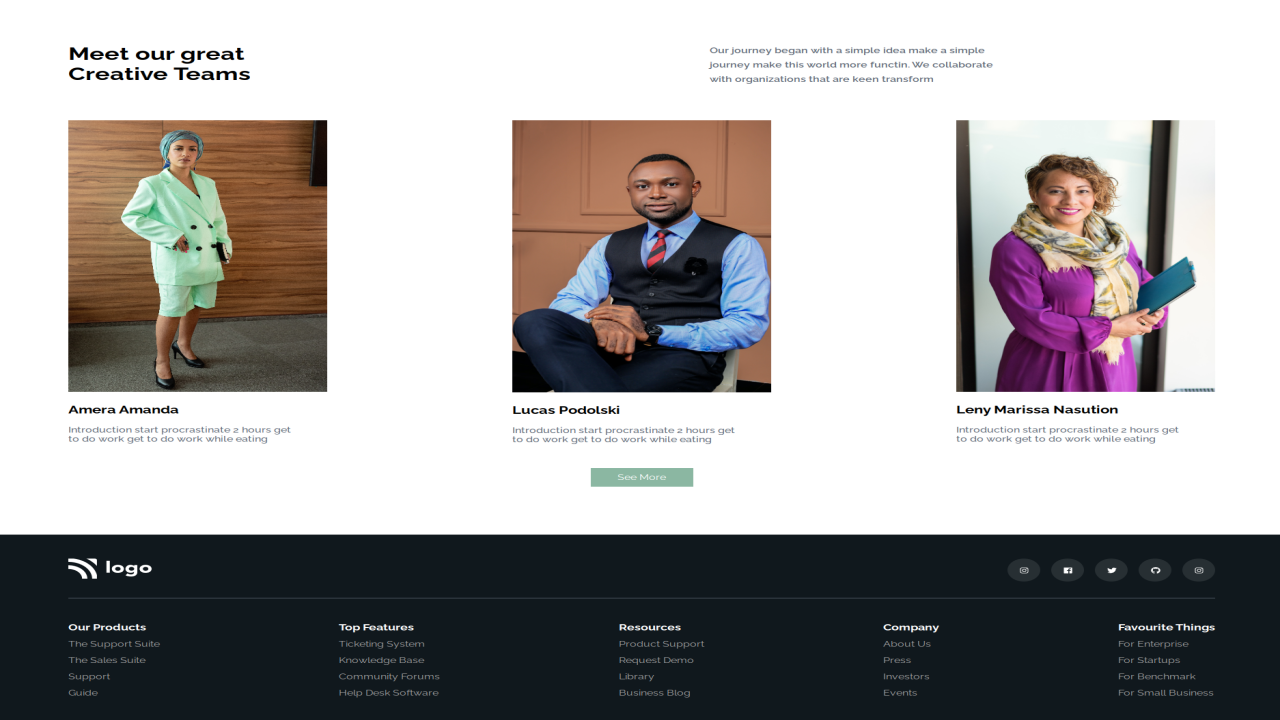 Meet our great
Creative Teams
Our journey began with a simple idea make a simple
journey make this world more functin. We collaborate
with organizations that are keen transform
Amera Amanda
Introduction start procrastinate 2 hours get
to do work get to do work while eating
Lucas Podolski
Introduction start procrastinate 2 hours get
to do work get to do work while eating
Leny Marissa Nasution
Introduction start procrastinate 2 hours get
to do work get to do work while eating
See More
logo
Our Products
The Support Suite
The Sales Suite
Support
Guide
Top Features
Ticketing System
Knowledge Base
Community Forums
Help Desk Software
Resources
Product Support
Request Demo
Library
Business Blog
Company
About Us
Press
Investors
Events
Favourite Things
For Enterprise
For Startups
For Benchmark
For Small Business